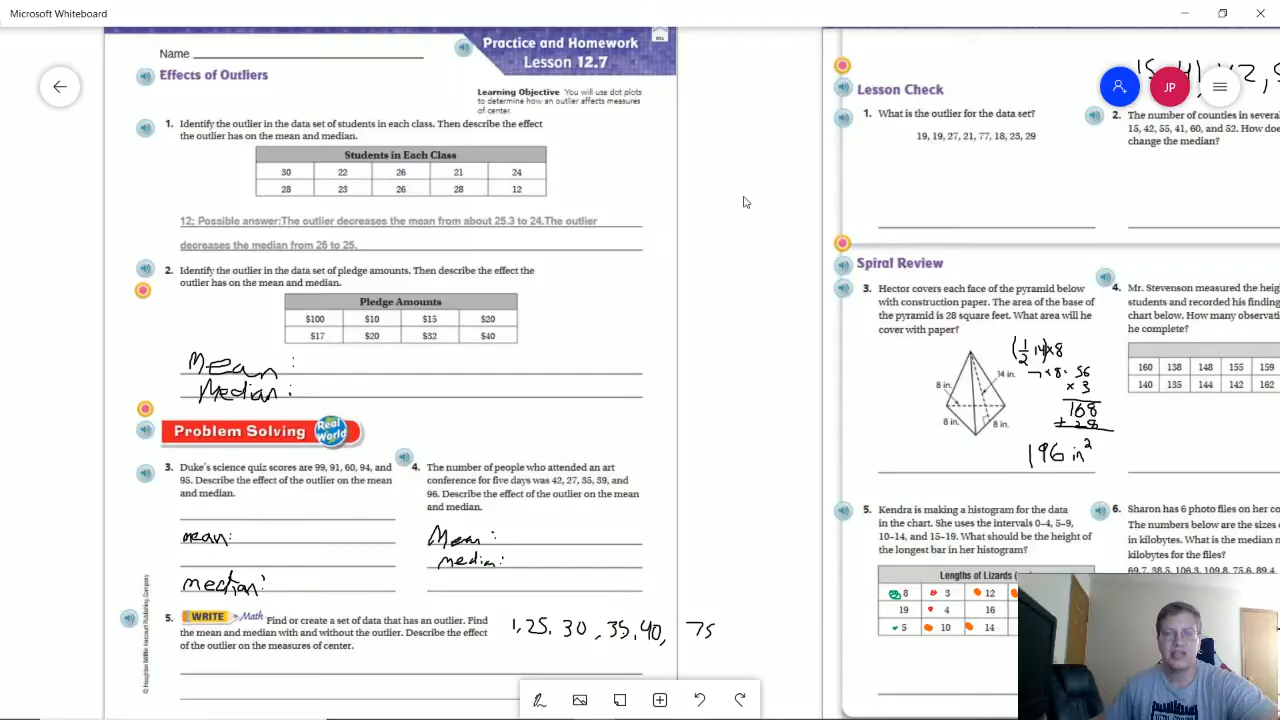 Microsoft Whiteboard
Name
Practice and Homework
Lesson 12.7
Effects of Outliers
Learning Objective You will use dot plots
to determine how an outlier affects measures
of center.
1. Identify the outlier in the data set of students in each class. Then describe the effect
the outlier has on the mean and median.
Students in Each Class
30 22 26 21 24
28 23 26 28 12
12; Possible answer:The outlier decreases the mean from about 25.3 to 24.The outlier
decreases the median from 26 to 25.
2. Identify the outlier in the data set of pledge amounts. Then describe the effect the
outlier has on the mean and median.
Pledge Amounts
$100 $10 $15 $20
$17 $20 $32 $40
Mean :
Median :
Problem Solving Real World
3. Duke's science quiz scores are 99, 91, 60, 94, and
95. Describe the effect of the outlier on the mean
and median.
mean:
median:
4. The number of people who attended an art
conference for five days was 42, 27, 35, 39, and
96. Describe the effect of the outlier on the mean
and median.
Mean :
median:
5. WRITE Math Find or create a set of data that has an outlier. Find
the mean and median with and without the outlier. Describe the effect
of the outlier on the measures of center.
1, 25, 30, 35, 40, 75
© Houghton Mifflin Harcourt Publishing Company
JP
Lesson Check
1. What is the outlier for the data set?
19, 19, 27, 21, 77, 18, 23, 29
2. The number of counties in several
15, 42, 55, 41, 60, and 52. How does
change the median?
Spiral Review
3. Hector covers each face of the pyramid below
with construction paper. The area of the base of
the pyramid is 28 square feet. What area will he
cover with paper?
8 in.
14 in.
8 in.
8 in.
(1/2 14)×8
7×8=56
×3
168
+28
196 in²
4. Mr. Stevenson measured the heig
students and recorded his finding
chart below. How many observatio
he complete?
160 138 148 155 159
140 135 144 142 162
5. Kendra is making a histogram for the data
in the chart. She uses the intervals 0–4, 5–9,
10–14, and 15–19. What should be the height of
the longest bar in her histogram?
Lengths of Lizards
8 3 12
19 4 16
5 10 14
6. Sharon has 6 photo files on her co
The numbers below are the sizes o
in kilobytes. What is the median n
kilobytes for the files?
69.7, 38.5, 106.3, 109.8, 75.6, 89.4